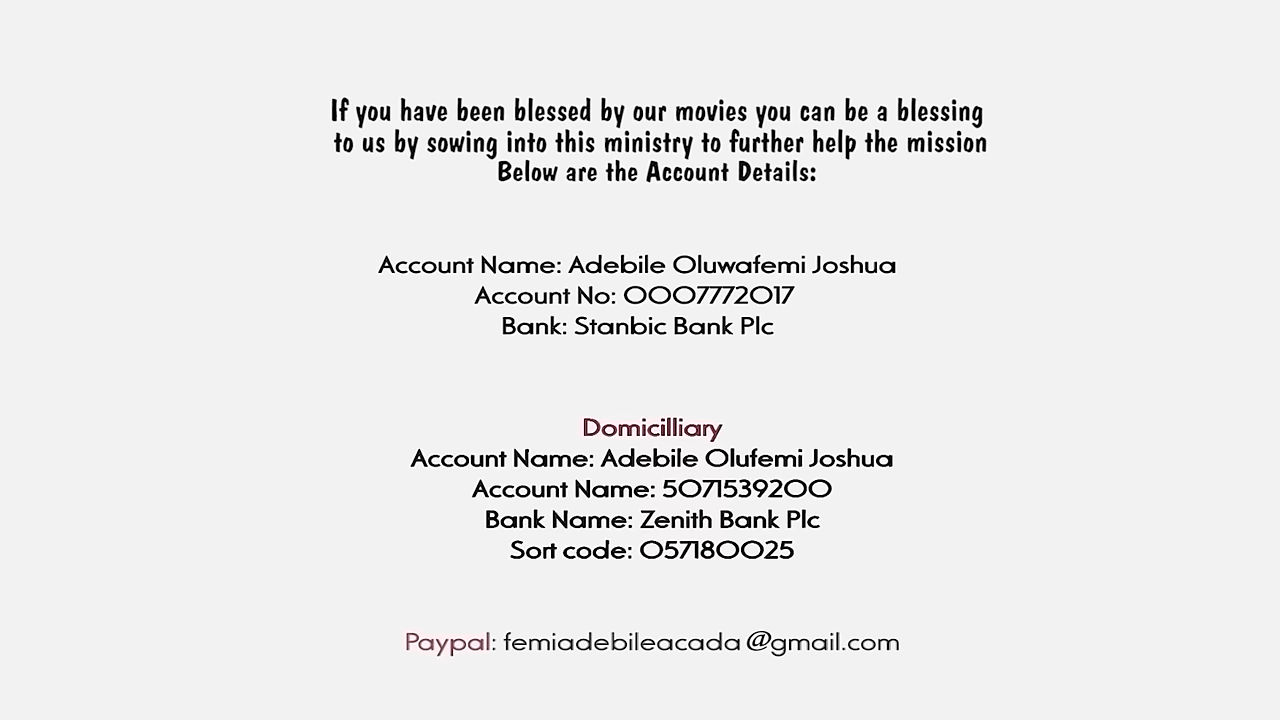 If you have been blessed by our movies you can be a blessing
to us by sowing into this ministry to further help the mission
Below are the Account Details:
Account Name: Adebile Oluwafemi Joshua
Account No: 0007772017
Bank: Stanbic Bank Plc
Domicilliary
Account Name: Adebile Olufemi Joshua
Account Name: 5071539200
Bank Name: Zenith Bank Plc
Sort code: 057180025
Paypal: femiadebileacada@gmail.com